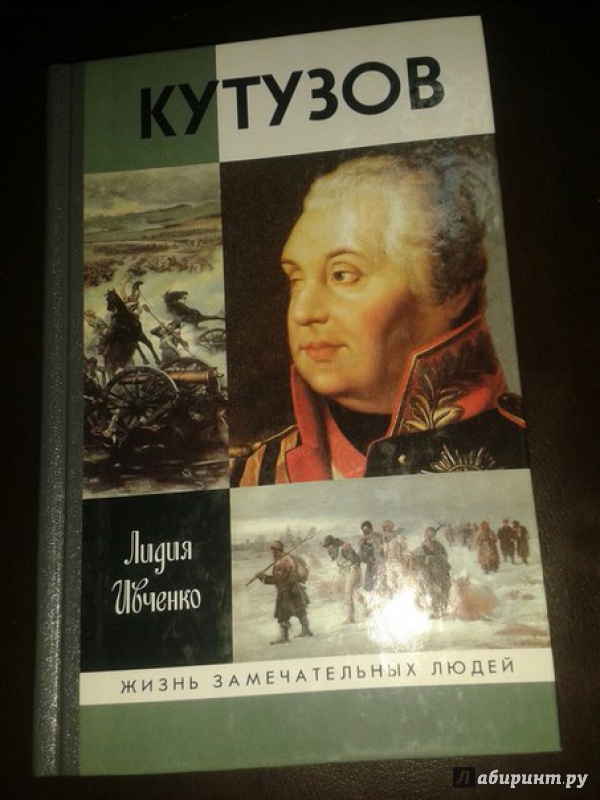 КУТУЗОВ
Лидия
Ивченко
ЖИЗНЬ ЗАМЕЧАТЕЛЬНЫХ ЛЮДЕЙ
лабиринт.ру